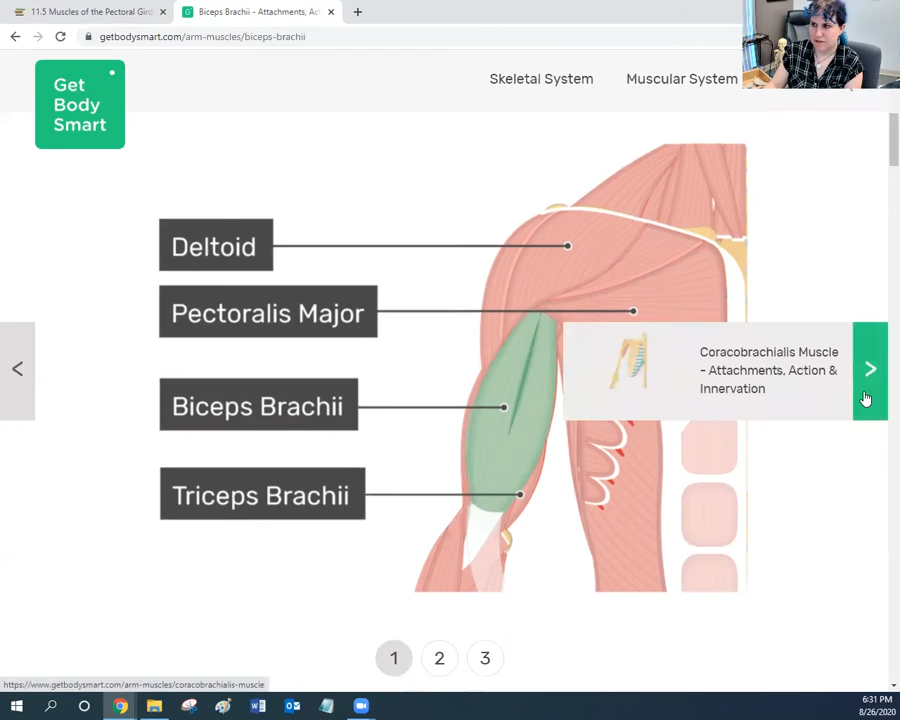 11.5 Muscles of the Pectoral Gird
Biceps Brachii - Attachments, Act
getbodysmart.com/arm-muscles/biceps-brachii
Get
Body
Smart
Skeletal System
Muscular System
Deltoid
Pectoralis Major
Biceps Brachii
Triceps Brachii
Coracobrachialis Muscle
- Attachments, Action &
Innervation
1 2 3
https://www.getbodysmart.com/arm-muscles/coracobrachialis-muscle
6:31 PM
8/26/2020